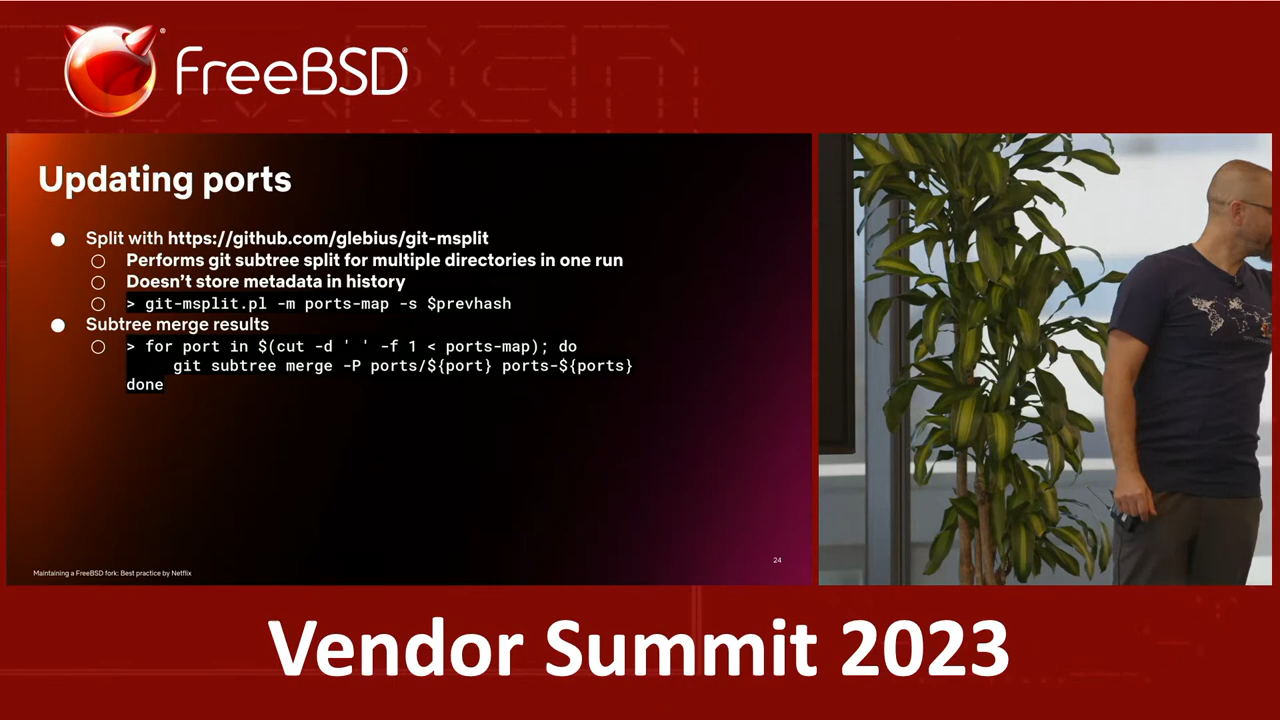 FreeBSD®
Updating ports
● Split with https://github.com/glebius/git-msplit
○ Performs git subtree split for multiple directories in one run
○ Doesn’t store metadata in history
○ > git-msplit.pl -m ports-map -s $prevhash
● Subtree merge results
○ > for port in $(cut -d ' ' -f 1 < ports-map); do
git subtree merge -P ports/${port} ports-${ports}
done
24
Maintaining a FreeBSD fork: Best practice by Netflix
Vendor Summit 2023